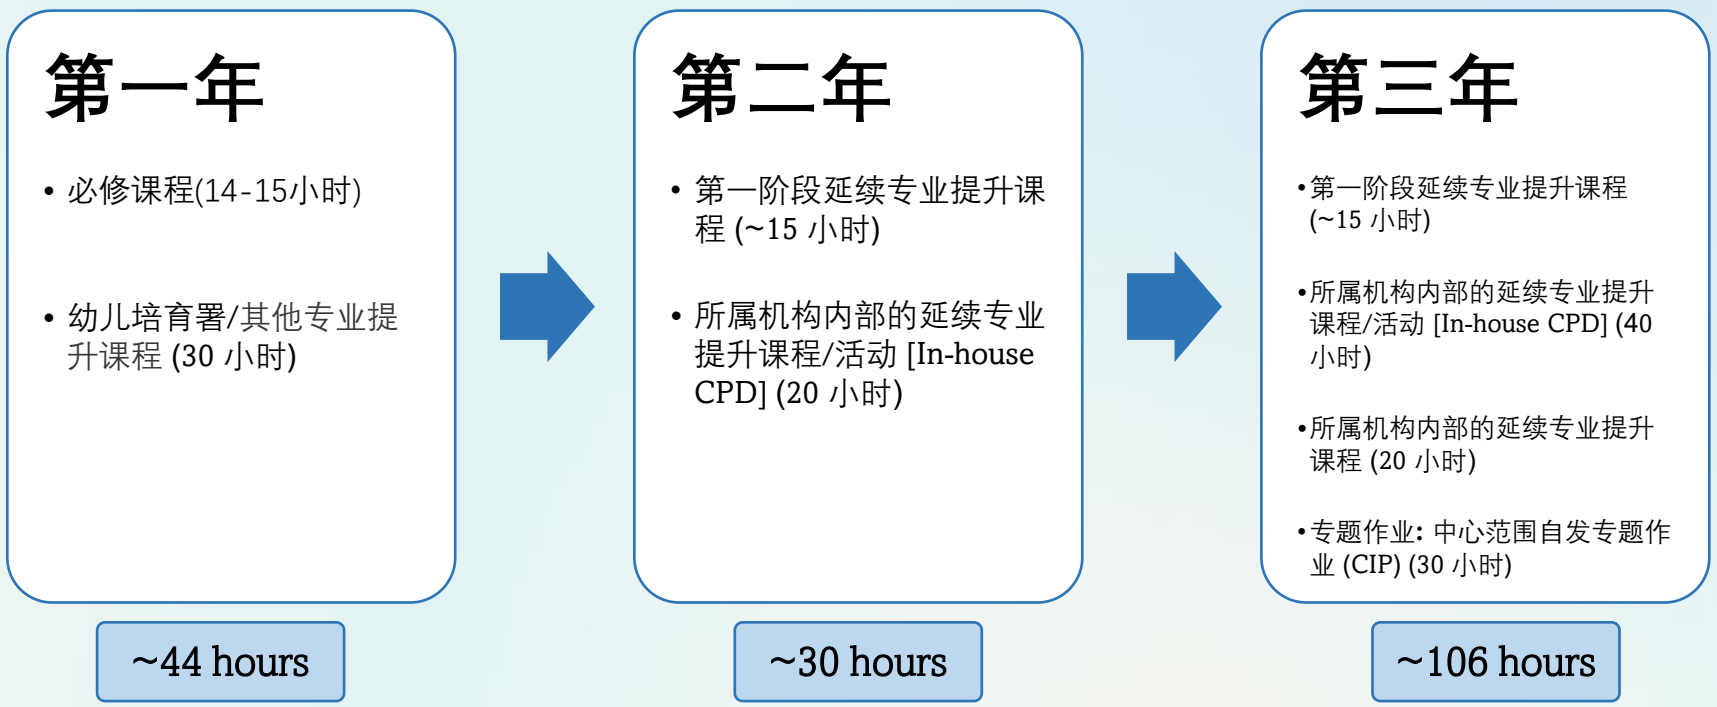 第一年
• 必修课程(14-15小时)
• 幼儿培育署/其他专业提
升课程 (30 小时)
~44 hours
第二年
• 第一阶段延续专业提升课
程 (~15 小时)
• 所属机构内部的延续专业
提升课程/活动 [In-house
CPD] (20 小时)
~30 hours
第三年
•第一阶段延续专业提升课程
(~15 小时)
•所属机构内部的延续专业提升
课程/活动 [In-house CPD] (40
小时)
•所属机构内部的延续专业提升
课程 (20 小时)
•专题作业: 中心范围自发专题作
业 (CIP) (30 小时)
~106 hours